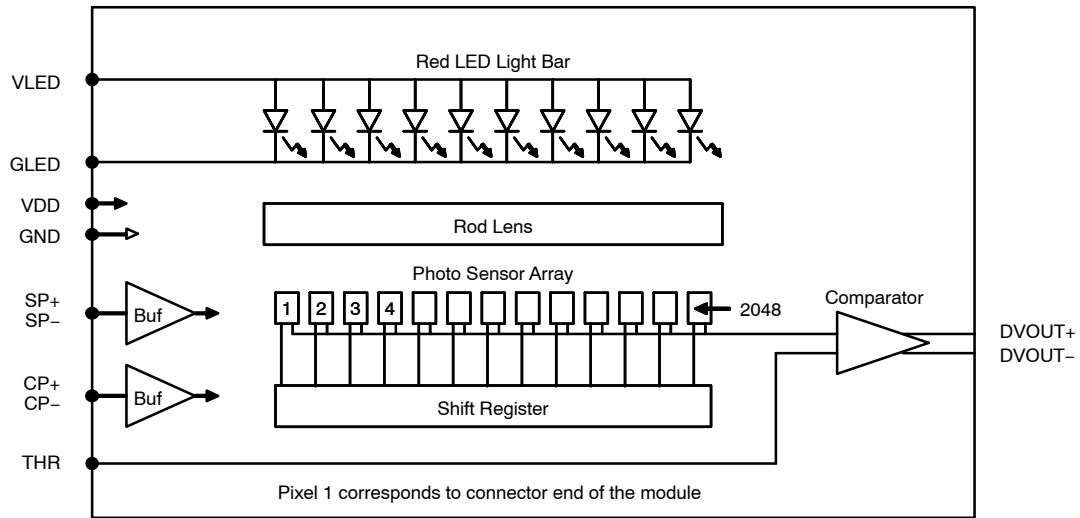 Red LED Light Bar
VLED
GLED
VDD
GND
Rod Lens
Photo Sensor Array
SP+
SP−
Buf
1 2 3 4
2048
Comparator
DVOUT+
DVOUT−
CP+
CP−
Buf
Shift Register
THR
Pixel 1 corresponds to connector end of the module